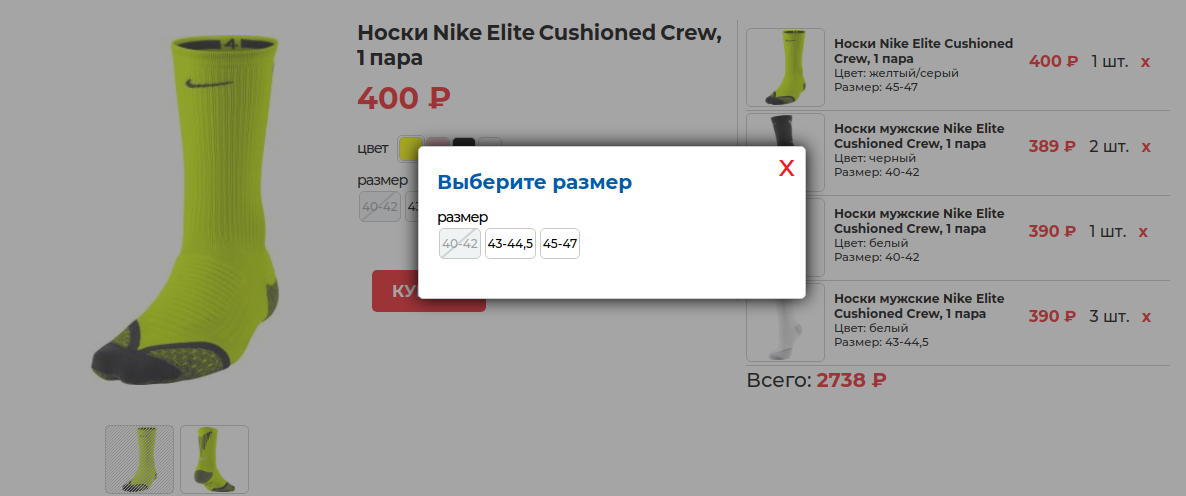 Носки Nike Elite Cushioned Crew,
1 пара
400 ₽
цвет
размер
40-42
Выберите размер
X
размер
40-42 43-44,5 45-47
Носки Nike Elite Cushioned
Crew, 1 пара
Цвет: желтый/серый
Размер: 45-47
400 ₽ 1 шт. x
Носки мужские Nike Elite
Cushioned Crew, 1 пара
Цвет: черный
Размер: 40-42
389 ₽ 2 шт. x
Носки мужские Nike Elite
Cushioned Crew, 1 пара
Цвет: белый
Размер: 40-42
390 ₽ 1 шт. x
Носки мужские Nike Elite
Cushioned Crew, 1 пара
Цвет: белый
Размер: 43-44,5
390 ₽ 3 шт. x
Всего: 2738 ₽